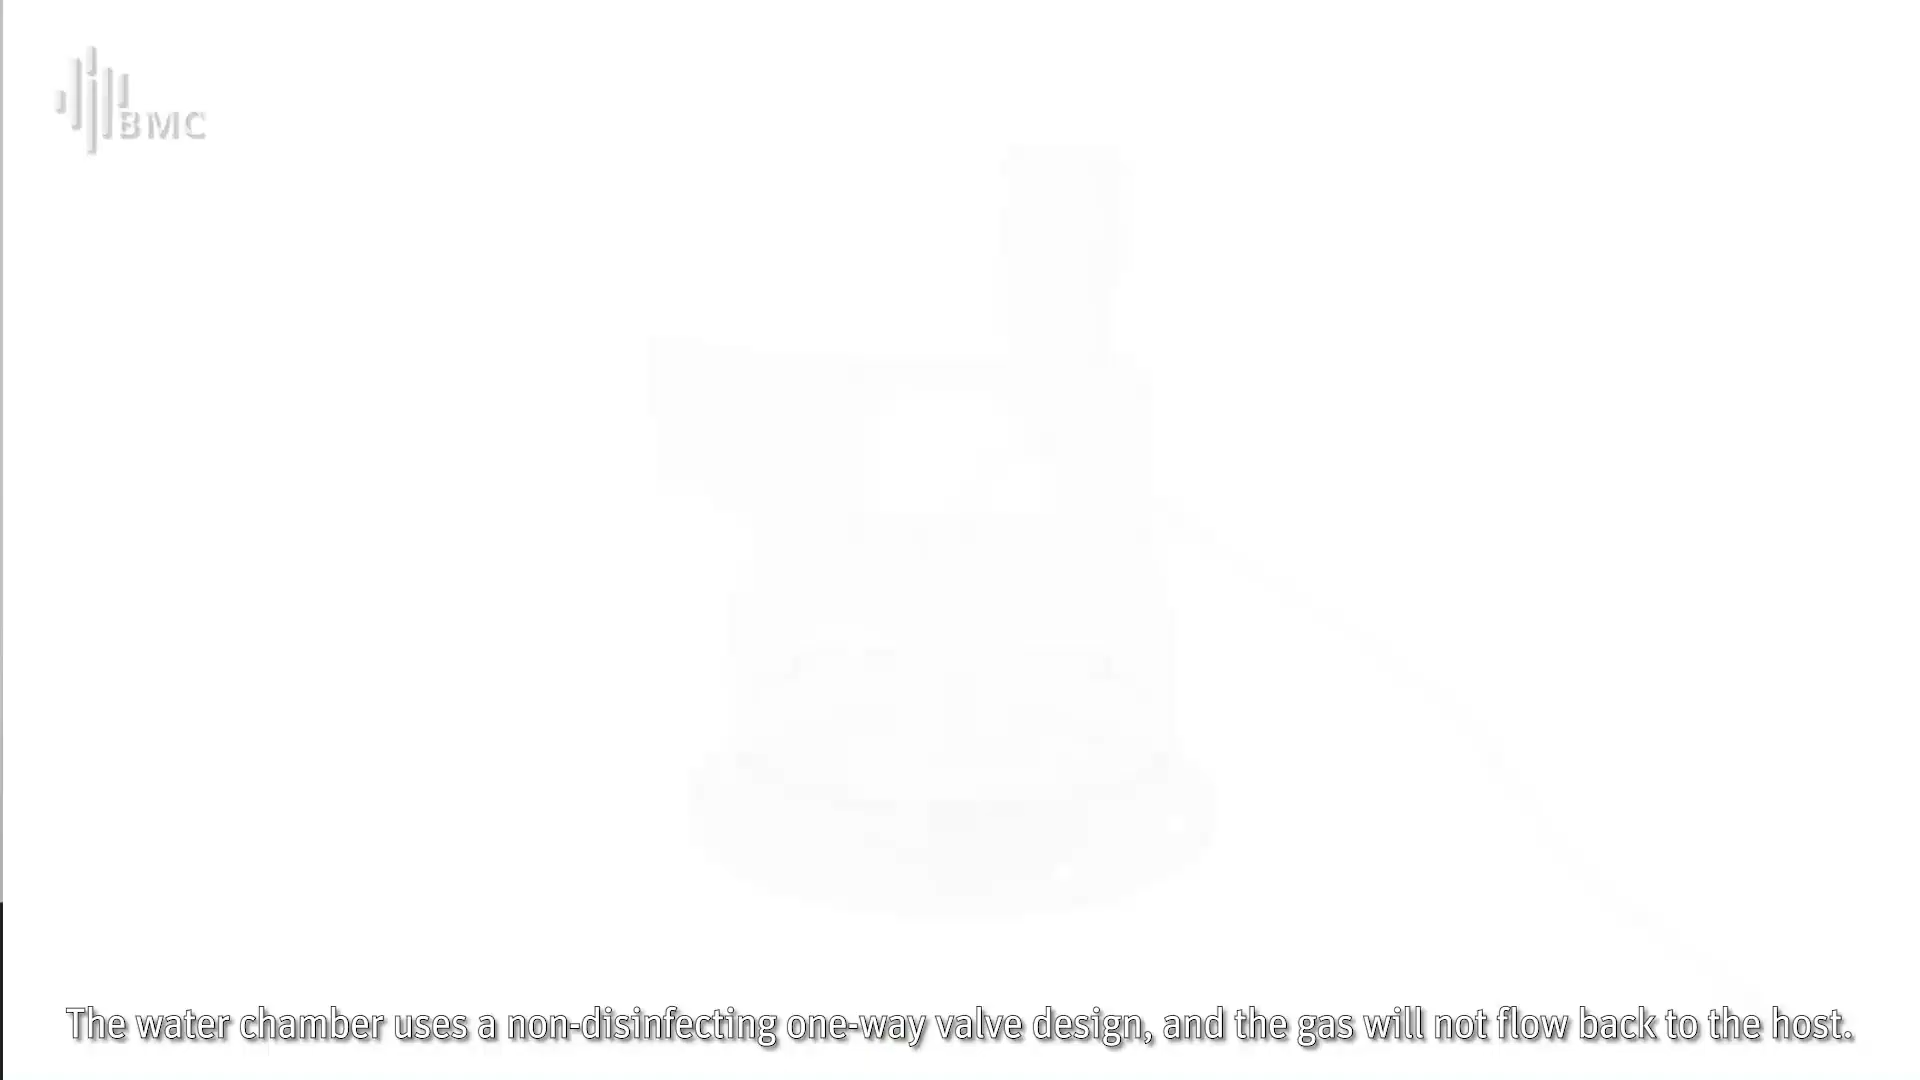 BMC
The water chamber uses a non-disinfecting one-way valve design, and the gas will not flow back to the host.